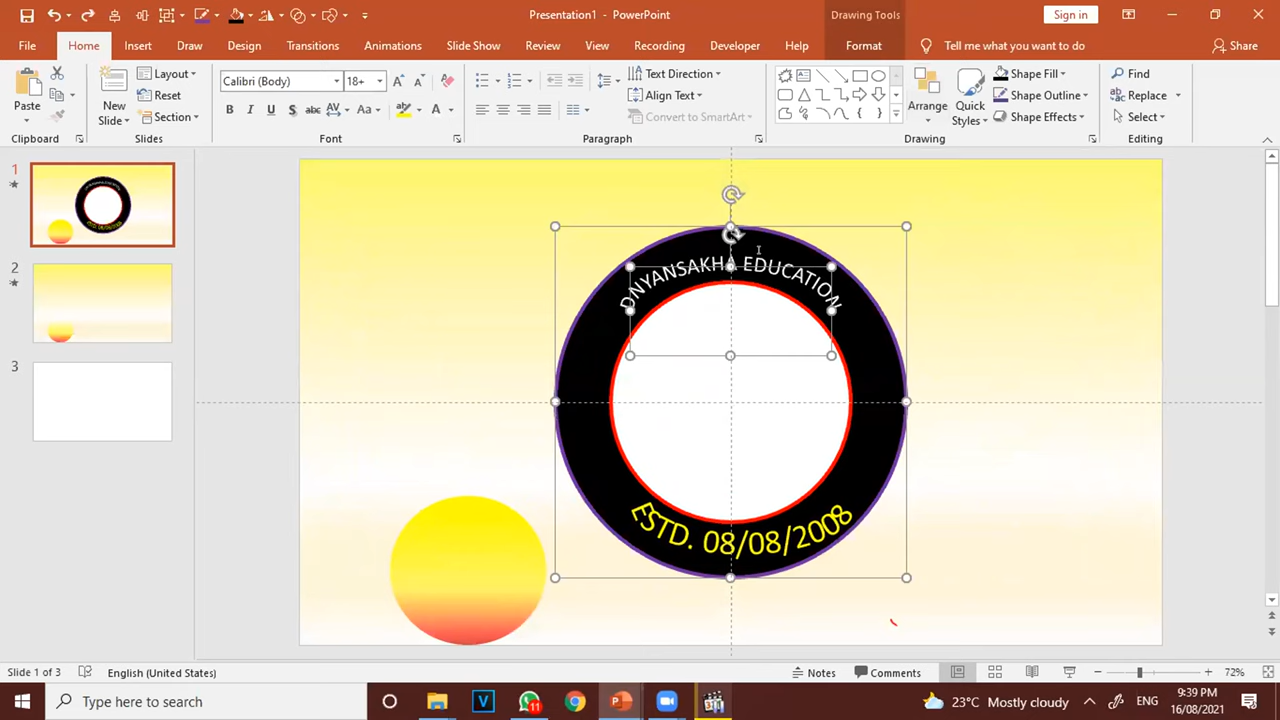 Presentation1 - PowerPoint
Drawing Tools
Sign in
File
Home
Insert
Draw
Design
Transitions
Animations
Slide Show
Review
View
Recording
Developer
Help
Format
Tell me what you want to do
Share
Paste
New Slide
Layout
Reset
Section
Calibri (Body)
18+
Text Direction
Align Text
Convert to SmartArt
Arrange
Quick Styles
Shape Fill
Shape Outline
Shape Effects
Find
Replace
Select
Clipboard
Slides
Font
Paragraph
Drawing
Editing
1
2
3
DNYANSAKHA EDUCATION
ESTD. 08/08/2008
Slide 1 of 3
English (United States)
Notes
Comments
72%
Type here to search
11
23°C Mostly cloudy
ENG
9:39 PM
16/08/2021